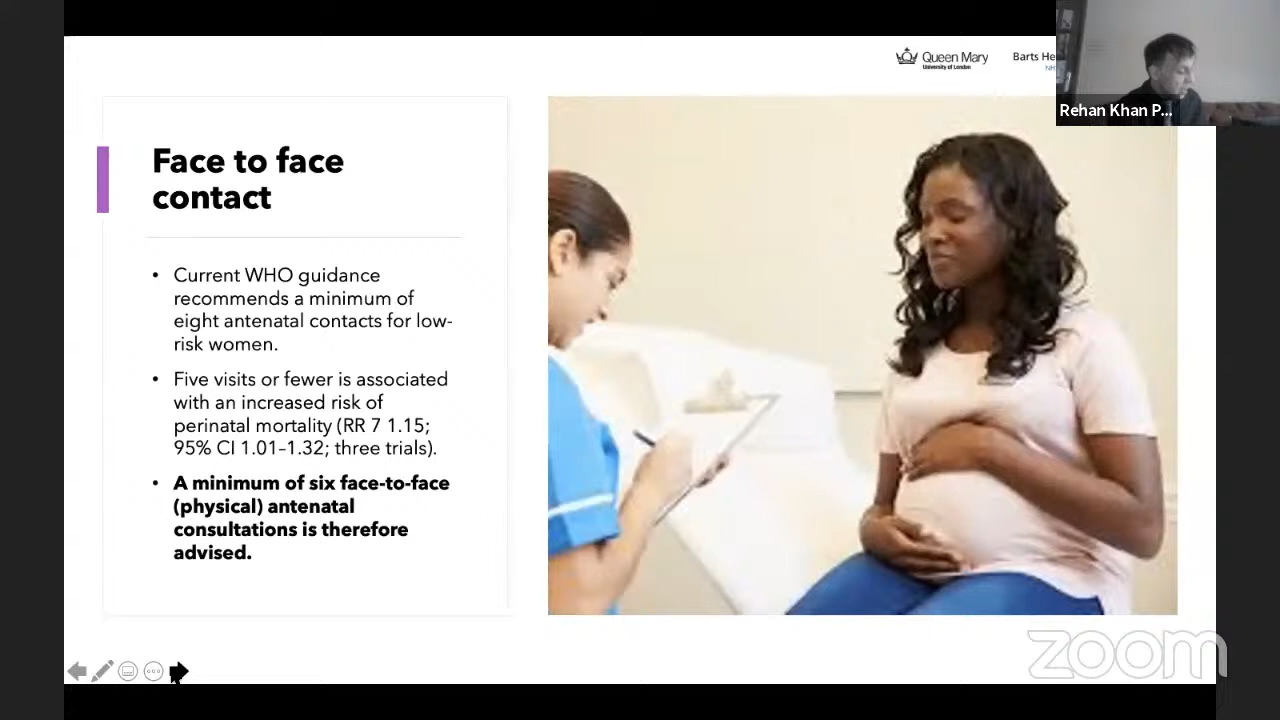 Queen Mary
University of London
Barts He
NH
Rehan Khan P...
Face to face
contact
• Current WHO guidance
recommends a minimum of
eight antenatal contacts for low-
risk women.
• Five visits or fewer is associated
with an increased risk of
perinatal mortality (RR 7 1.15;
95% CI 1.01–1.32; three trials).
• A minimum of six face-to-face
(physical) antenatal
consultations is therefore
advised.
zoom